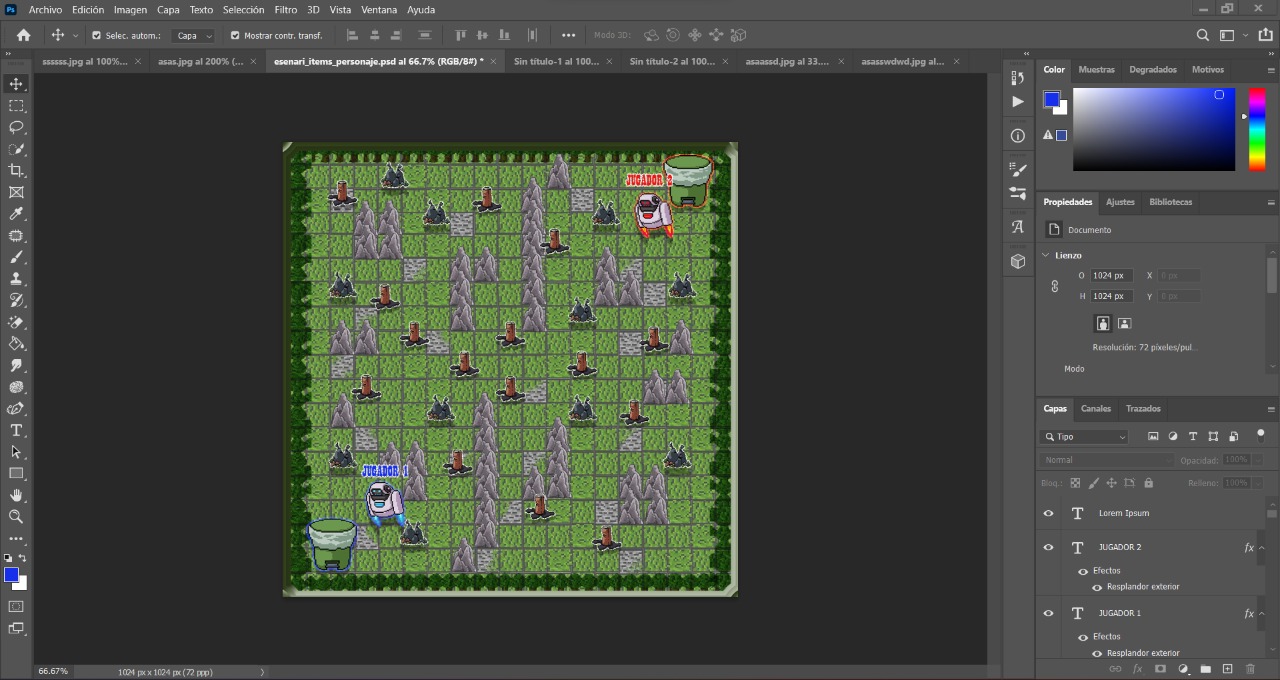 Ps Archivo Edición Imagen Capa Texto Selección Filtro 3D Vista Ventana Ayuda
Selec. autom.: Capa Mostrar contr. transf. Modo 3D:
ssssss.jpg al 100%... × asas.jpg al 200% (... × esenari_items_personaje.psd al 66.7% (RGB/8#) * × Sin título-1 al 100... × Sin título-2 al 100... × asaassd.jpg al 33.... × asasswdwd.jpg al... ×
Color Muestras Degradados Motivos
JUGADOR 2
JUGADOR 1
Propiedades Ajustes Bibliotecas
Documento
Lienzo
O 1024 px X 0 px
H 1024 px Y 0 px
Resolución: 72 píxeles/pul...
Modo
Capas Canales Trazados
Tipo
Normal Opacidad: 100%
Bloq.: Relleno: 100%
T Lorem Ipsum
T JUGADOR 2 fx
Efectos
Resplandor exterior
T JUGADOR 1 fx
Efectos
Resplandor exterior
fx
66.67% 1024 px x 1024 px (72 ppp)